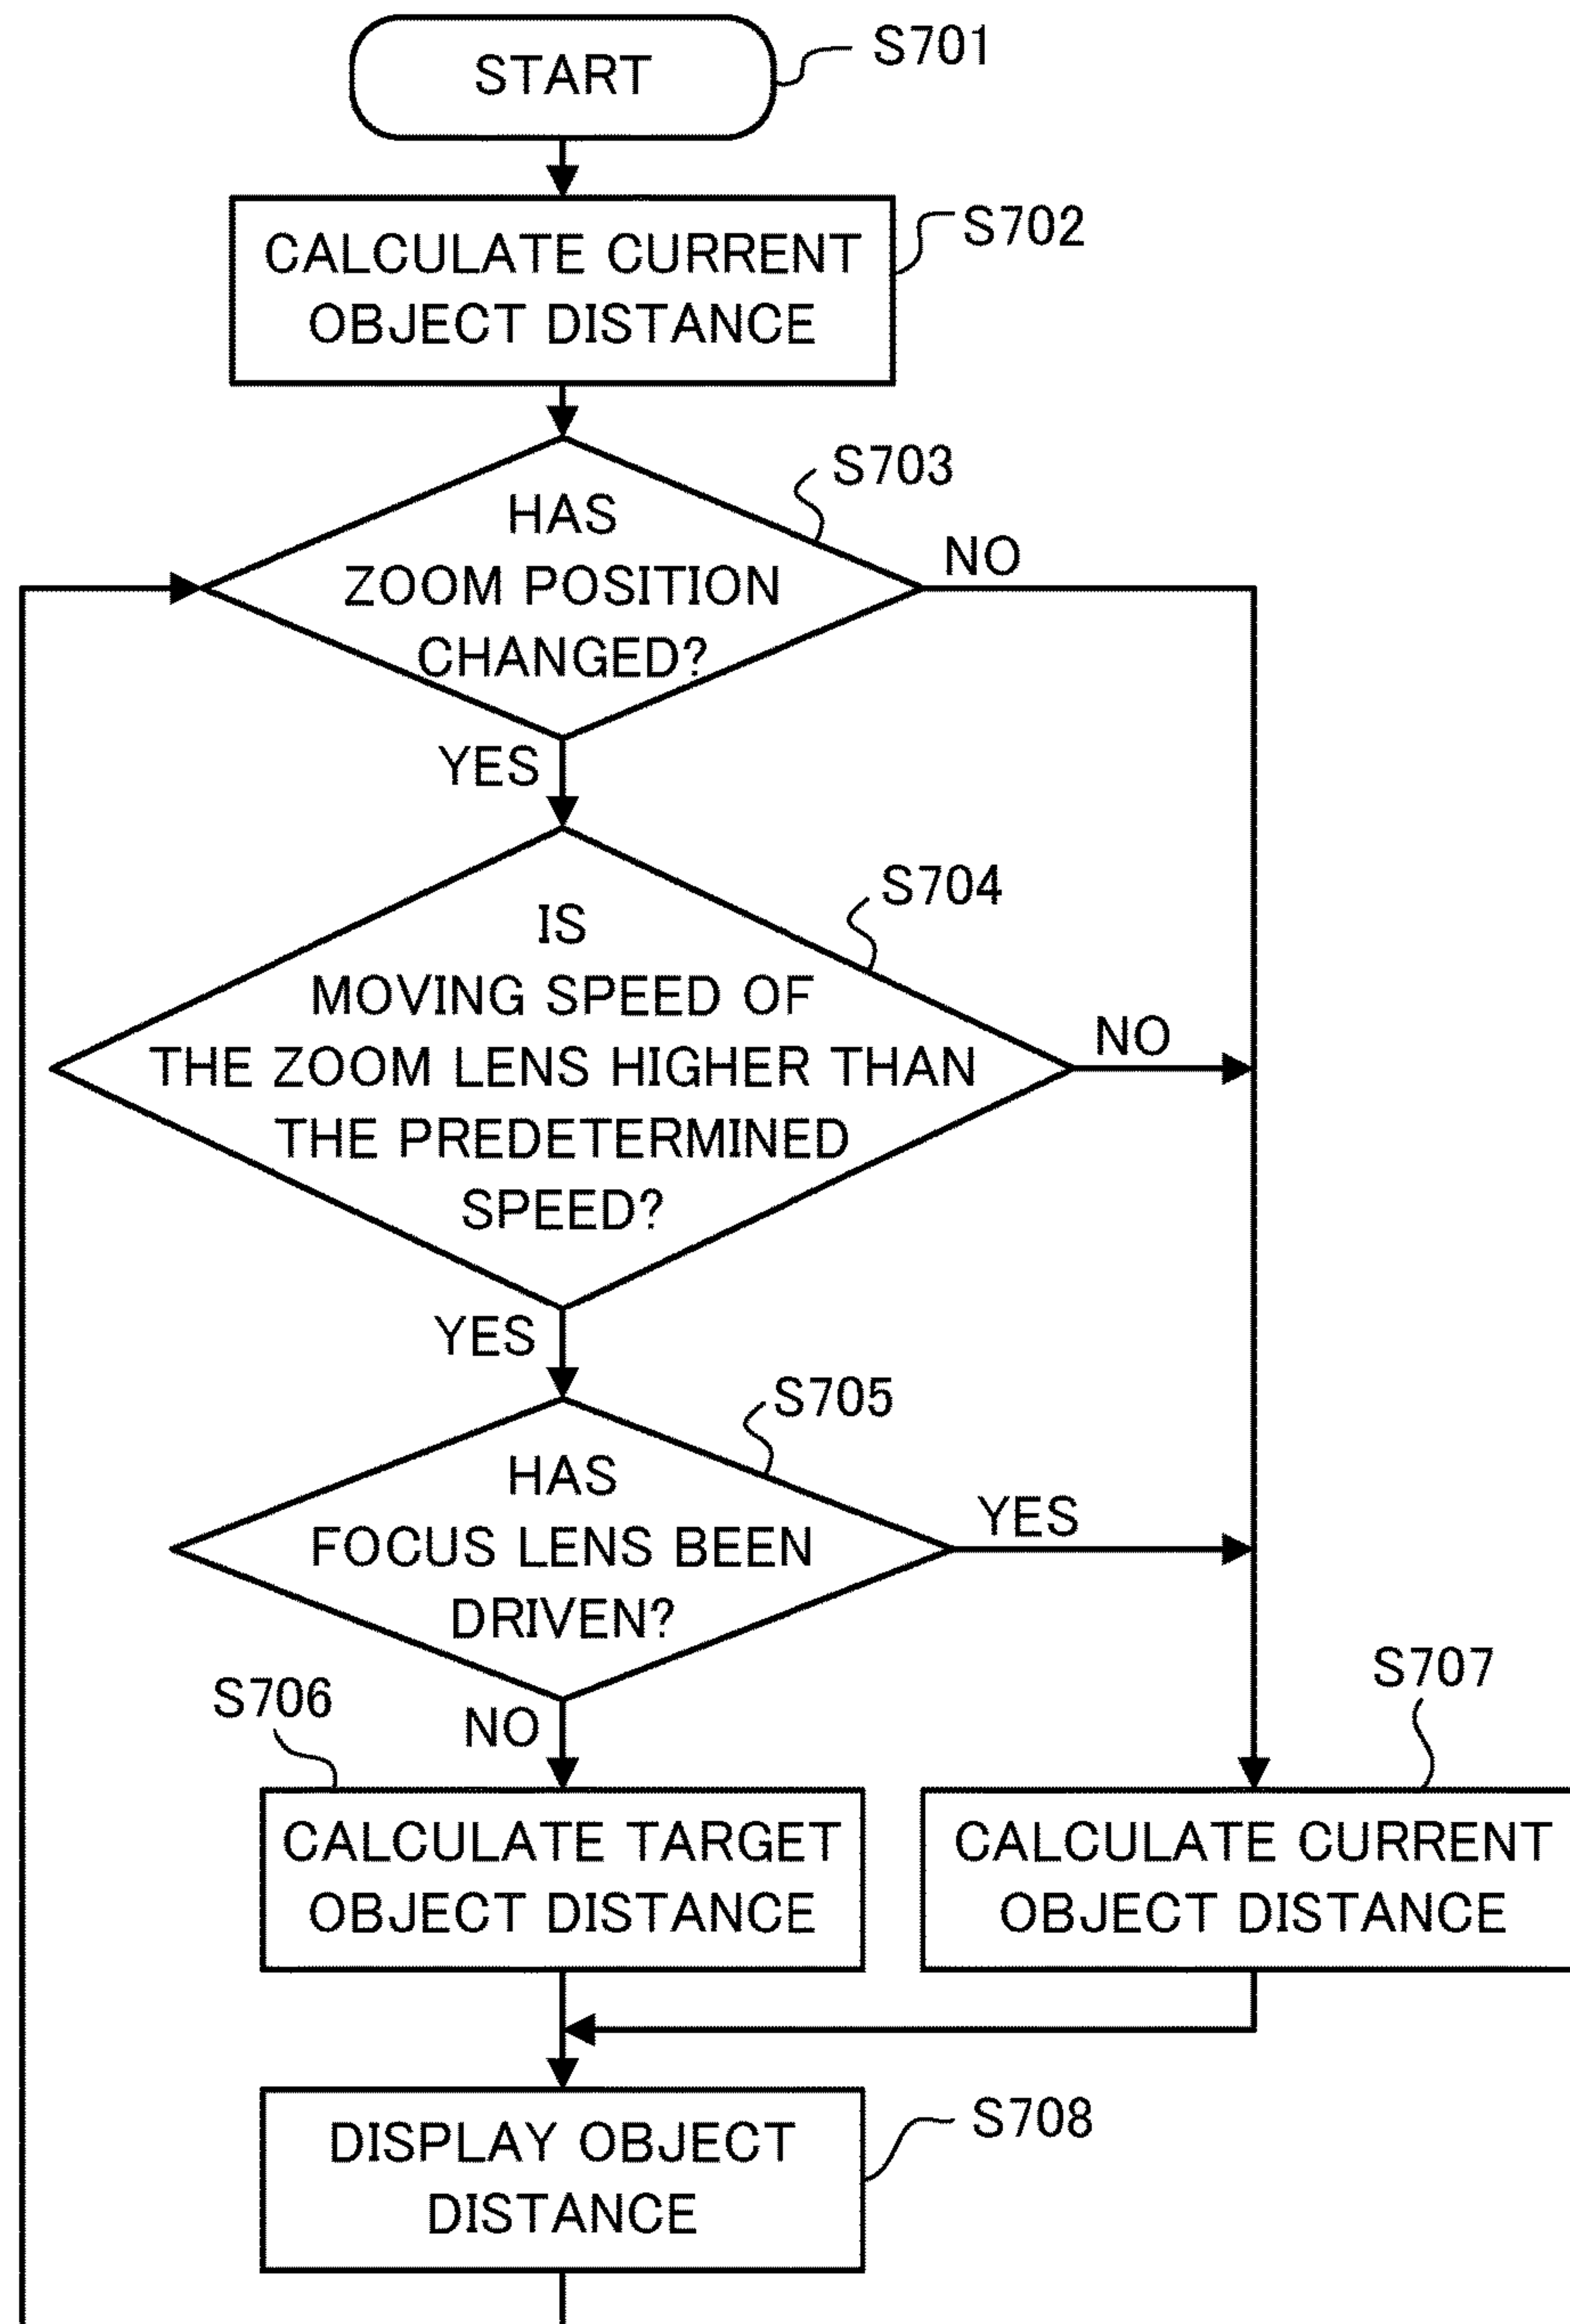 START
S701
CALCULATE CURRENT
OBJECT DISTANCE
S702
HAS
ZOOM POSITION
CHANGED?
S703
NO
YES
IS
MOVING SPEED OF
THE ZOOM LENS HIGHER THAN
THE PREDETERMINED
SPEED?
S704
NO
YES
HAS
FOCUS LENS BEEN
DRIVEN?
S705
YES
NO
S706
CALCULATE TARGET
OBJECT DISTANCE
S707
CALCULATE CURRENT
OBJECT DISTANCE
DISPLAY OBJECT
DISTANCE
S708